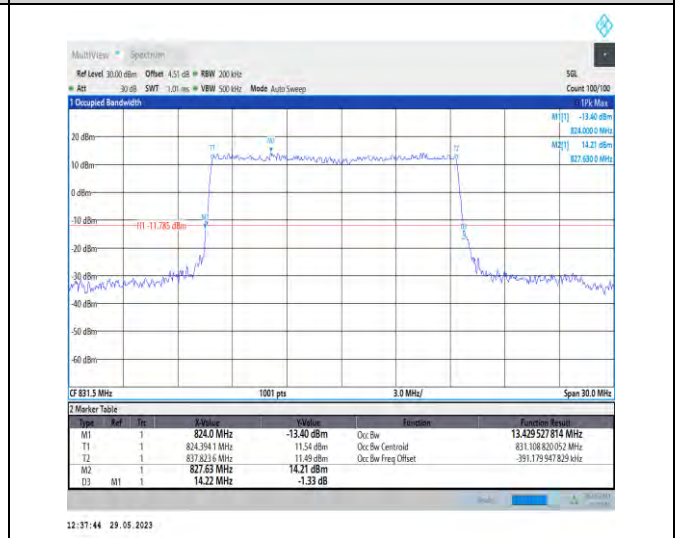 MultiView Spectrum
Ref Level 30.00 dBm Offset 4.51 dB RBW 200 kHz SGL
Att 30 dB SWT 1.01 ms VBW 500 kHz Mode Auto Sweep Count 100/100
1 Occupied Bandwidth 1Pk Max
M1[1] -13.40 dBm
824.000 0 MHz
M2[1] 14.21 dBm
827.630 0 MHz
20 dBm
T1 M2 T2
10 dBm
0 dBm
-10 dBm
M1
H1 -11.785 dBm
D3
-20 dBm
-30 dBm
-40 dBm
-50 dBm
-60 dBm
CF 831.5 MHz 1001 pts 3.0 MHz/ Span 30.0 MHz
2 Marker Table
Type Ref Trc X-Value Y-Value Function Function Result
M1 1 824.0 MHz -13.40 dBm Occ Bw 13.429 527 814 MHz
T1 1 824.394 1 MHz 11.54 dBm Occ Bw Centroid 831.108 820 052 MHz
T2 1 837.823 6 MHz 11.49 dBm Occ Bw Freq Offset -391.179 947 829 kHz
M2 1 827.63 MHz 14.21 dBm
D3 M1 1 14.22 MHz -1.33 dB
12:37:44 29.05.2023